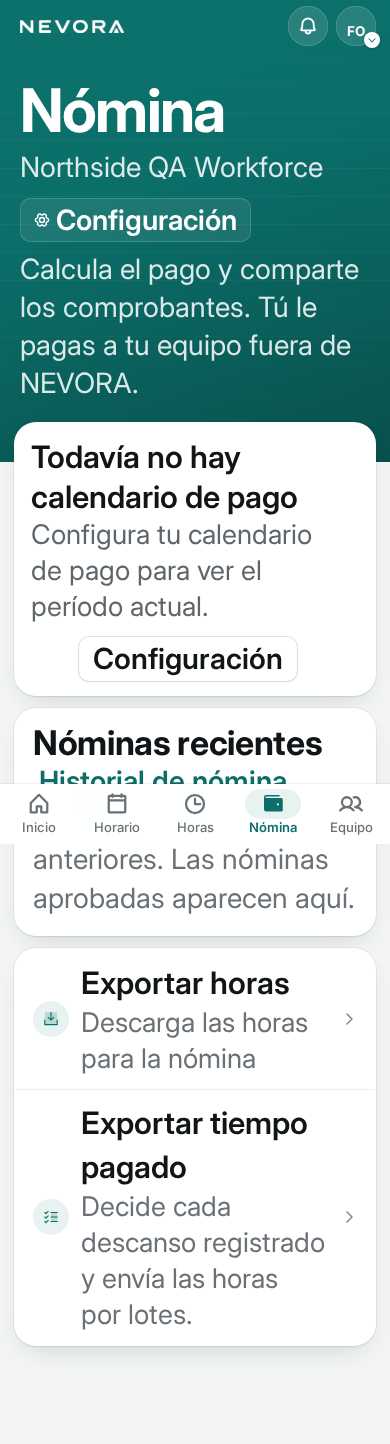 NEVORA
FO
Nómina
Northside QA Workforce
Configuración
Calcula el pago y comparte
los comprobantes. Tú le
pagas a tu equipo fuera de
NEVORA.
Todavía no hay
calendario de pago
Configura tu calendario
de pago para ver el
período actual.
Configuración
Nóminas recientes
Historial de nómina
Inicio
Horario
Horas
Nómina
Equipo
anteriores. Las nóminas
aprobadas aparecen aquí.
Exportar horas
Descarga las horas
para la nómina
Exportar tiempo
pagado
Decide cada
descanso registrado
y envía las horas
por lotes.